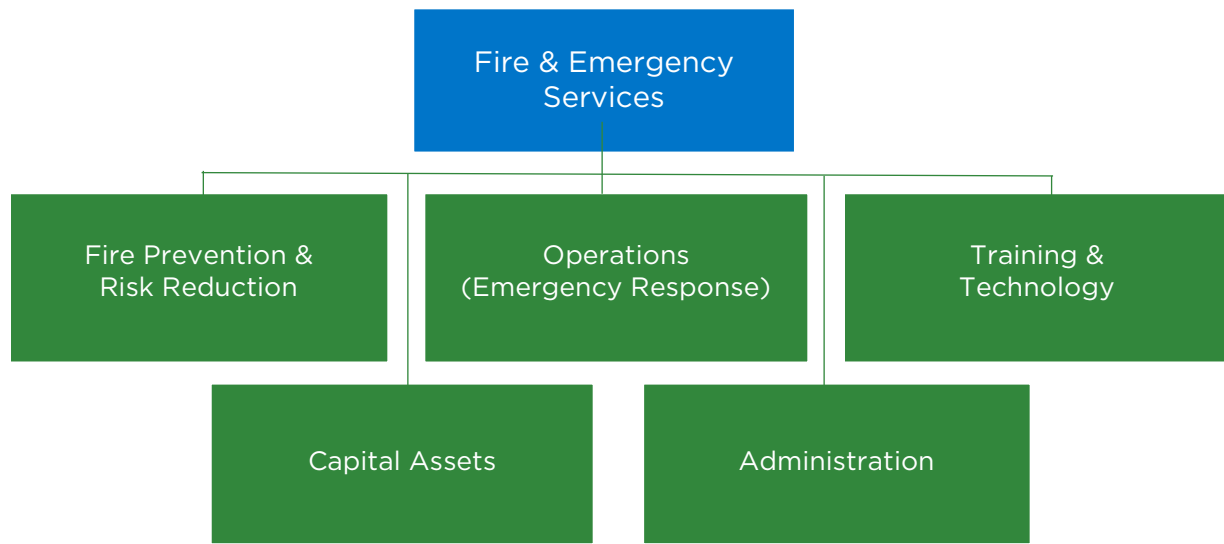 Fire & Emergency
Services
Fire Prevention &
Risk Reduction
Operations
(Emergency Response)
Training &
Technology
Capital Assets
Administration